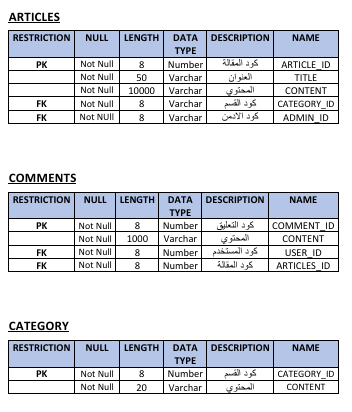 ARTICLES
RESTRICTION NULL LENGTH DATA TYPE DESCRIPTION NAME
PK Not Null 8 Number كود المقالة ARTICLE_ID
Not Null 50 Varchar العنوان TITLE
Not Null 10000 Varchar المحتوي CONTENT
FK Not Null 8 Varchar كود القسم CATEGORY_ID
FK Not NUll 8 Varchar كود الادمن ADMIN_ID
COMMENTS
RESTRICTION NULL LENGTH DATA TYPE DESCRIPTION NAME
PK Not Null 8 Number كود التعليق COMMENT_ID
Not Null 1000 Varchar المحتوي CONTENT
FK Not Null 8 Number كود المستخدم USER_ID
FK Not Null 8 Number كود المقالة ARTICLES_ID
CATEGORY
RESTRICTION NULL LENGTH DATA TYPE DESCRIPTION NAME
PK Not Null 8 Number كود القسم CATEGORY_ID
Not Null 20 Varchar المحتوي CONTENT